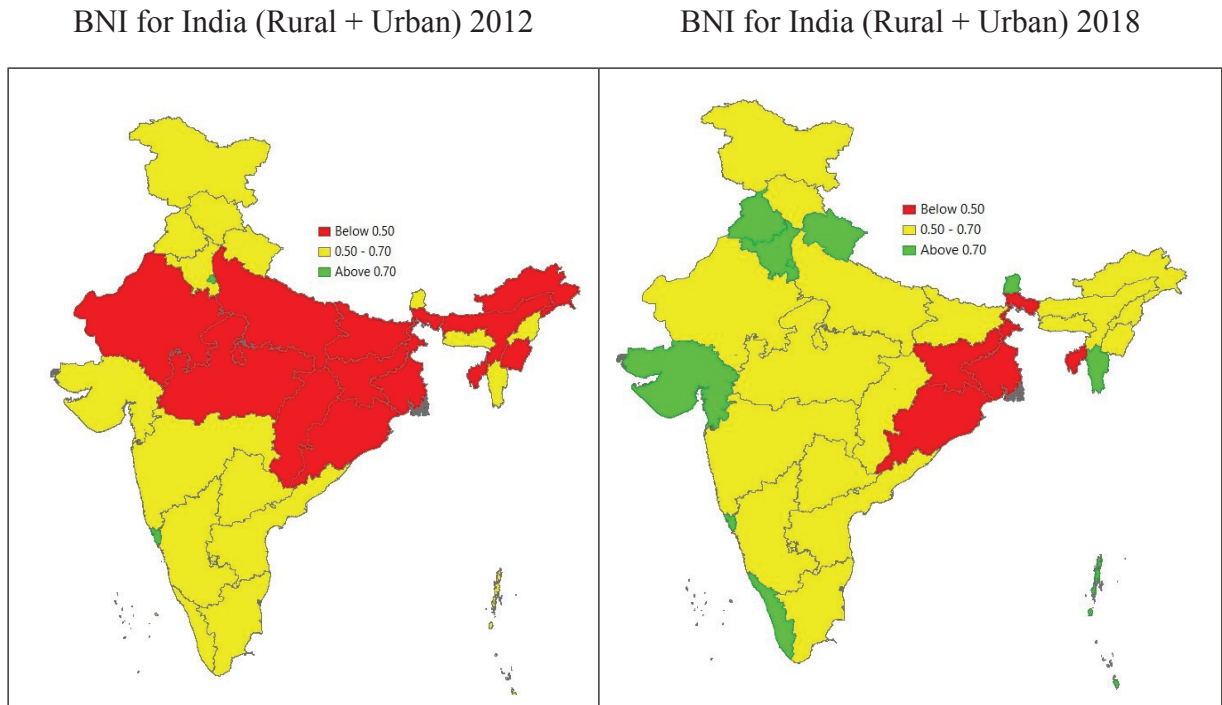 BNI for India (Rural + Urban) 2012
BNI for India (Rural + Urban) 2018
Below 0.50
0.50 - 0.70
Above 0.70
Below 0.50
0.50 - 0.70
Above 0.70